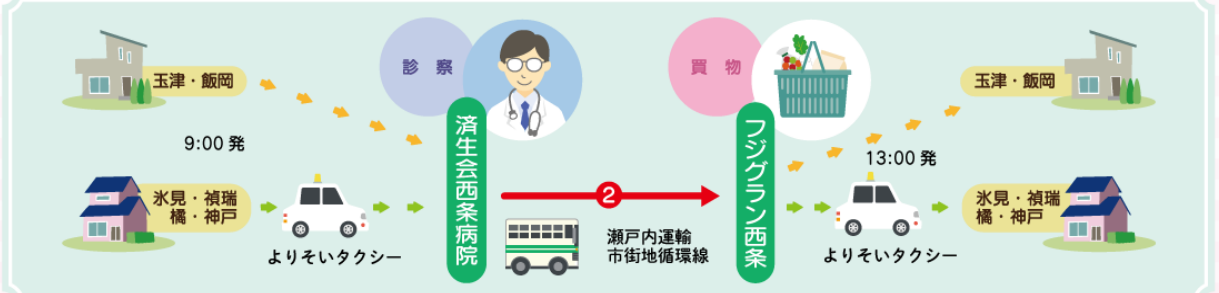 玉津・飯岡
9:00 発
氷見・禎瑞
橘・神戸
よりそいタクシー
診 察
済生会西条病院
2
瀬戸内運輸
市街地循環線
買 物
フジグラン西条
13:00 発
よりそいタクシー
玉津・飯岡
氷見・禎瑞
橘・神戸